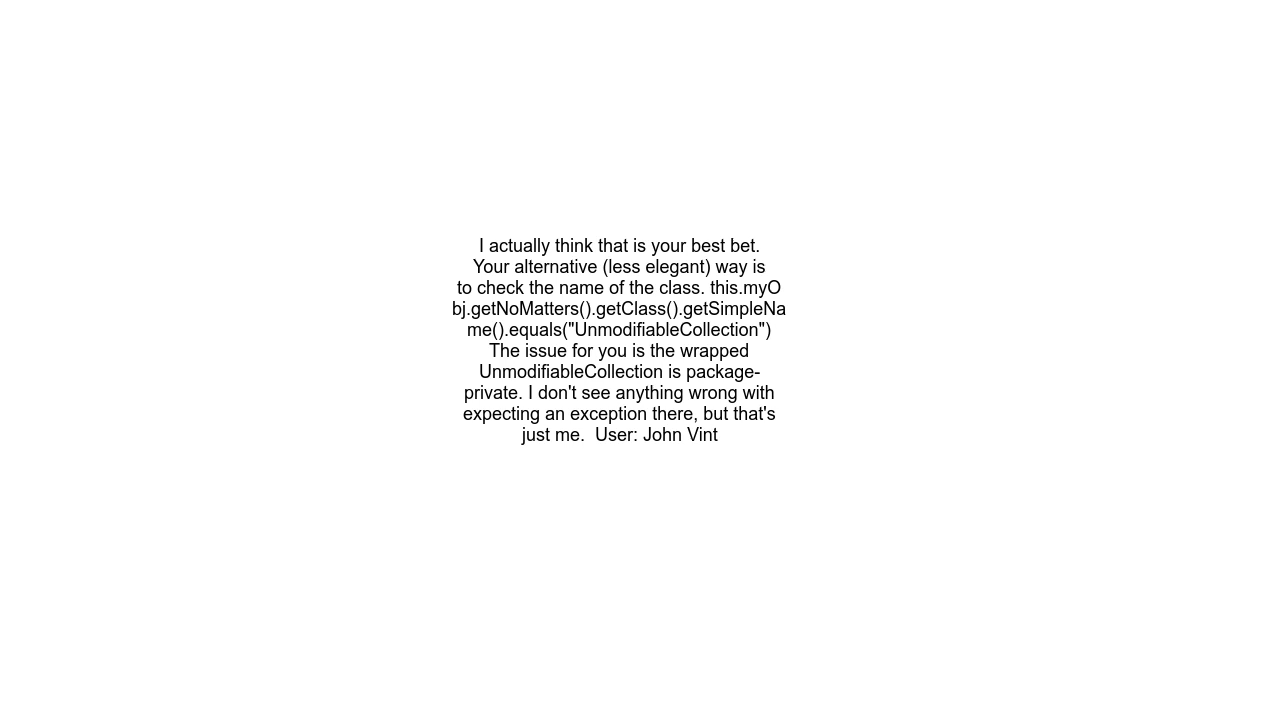 I actually think that is your best bet.
Your alternative (less elegant) way is
to check the name of the class. this.myO
bj.getNoMatters().getClass().getSimpleNa
me().equals("UnmodifiableCollection")
The issue for you is the wrapped
UnmodifiableCollection is package-
private. I don't see anything wrong with
expecting an exception there, but that's
just me.  User: John Vint